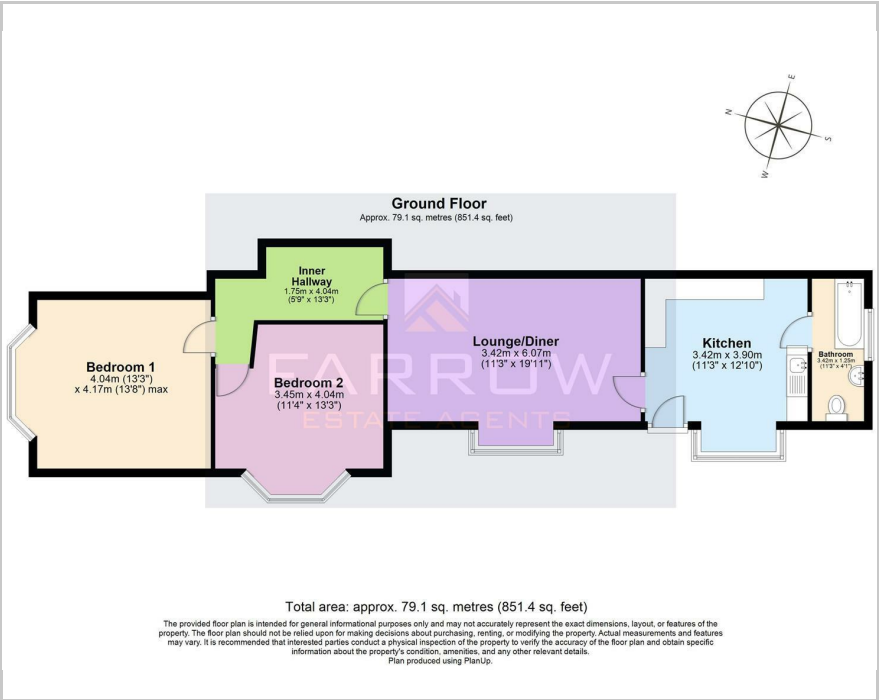 E
N
S
W
Ground Floor
Approx. 79.1 sq. metres (851.4 sq. feet)
Inner
Hallway
1.75m x 4.04m
(5'9" x 13'3")
Bedroom 1
4.04m (13'3")
x 4.17m (13'8") max
Bedroom 2
3.45m x 4.04m
(11'4" x 13'3")
Lounge/Diner
3.42m x 6.07m
(11'3" x 19'11")
Kitchen
3.42m x 3.90m
(11'3" x 12'10")
Bathroom
3.42m x 1.25m
(11'3" x 4'1")
FARROW
ESTATE AGENTS
Total area: approx. 79.1 sq. metres (851.4 sq. feet)
The provided floor plan is intended for general informational purposes only and may not accurately represent the exact dimensions, layout, or features of the
property. The floor plan should not be relied upon for making decisions about purchasing, renting, or modifying the property. Actual measurements and features
may vary. It is recommended that interested parties conduct a physical inspection of the property to verify the accuracy of the floor plan and obtain specific
information about the property's condition, amenities, and any other relevant details.
Plan produced using PlanUp.